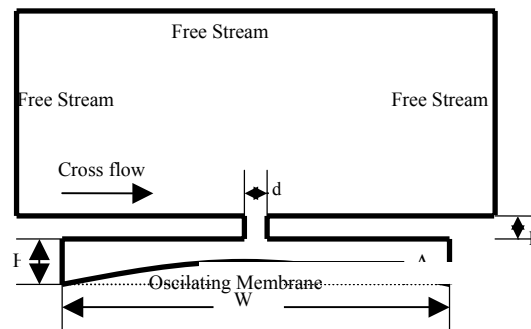 Free Stream
Free Stream
Free Stream
Cross flow
d
A
Oscilating Membrane
W